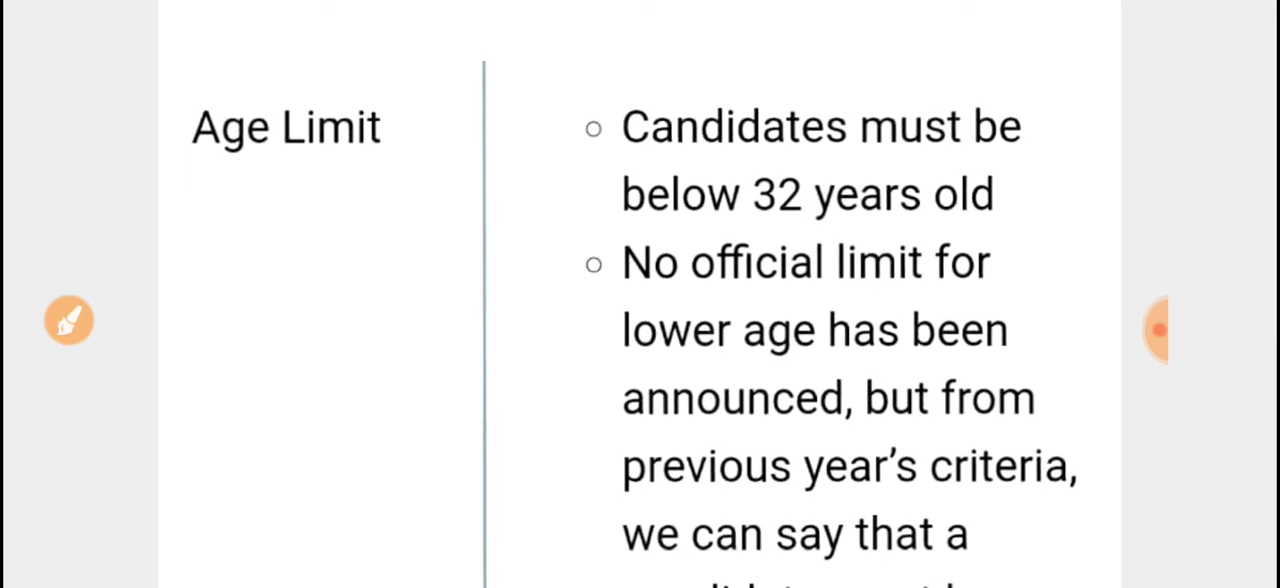 Age Limit
Candidates must be
below 32 years old
No official limit for
lower age has been
announced, but from
previous year's criteria,
we can say that a